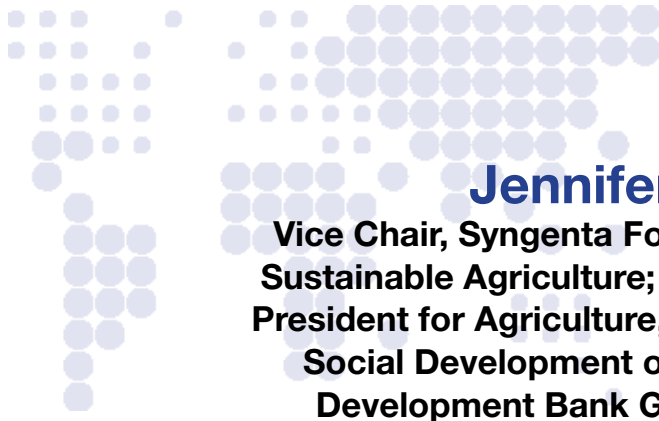 Jennifer
Vice Chair, Syngenta Fo
Sustainable Agriculture;
President for Agriculture,
Social Development o
Development Bank G